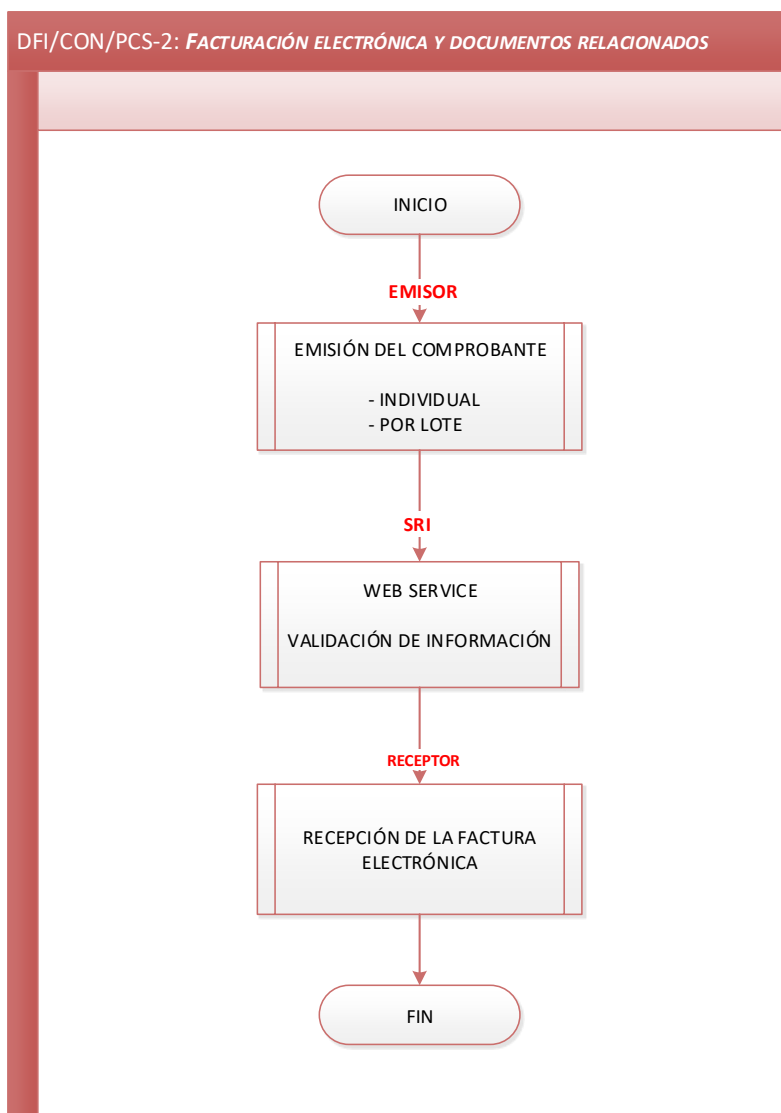 DFI/CON/PCS-2: FACTURACIÓN ELECTRÓNICA Y DOCUMENTOS RELACIONADOS
INICIO
EMISOR
EMISIÓN DEL COMPROBANTE
- INDIVIDUAL
- POR LOTE
SRI
WEB SERVICE
VALIDACIÓN DE INFORMACIÓN
RECEPTOR
RECEPCIÓN DE LA FACTURA
ELECTRÓNICA
FIN